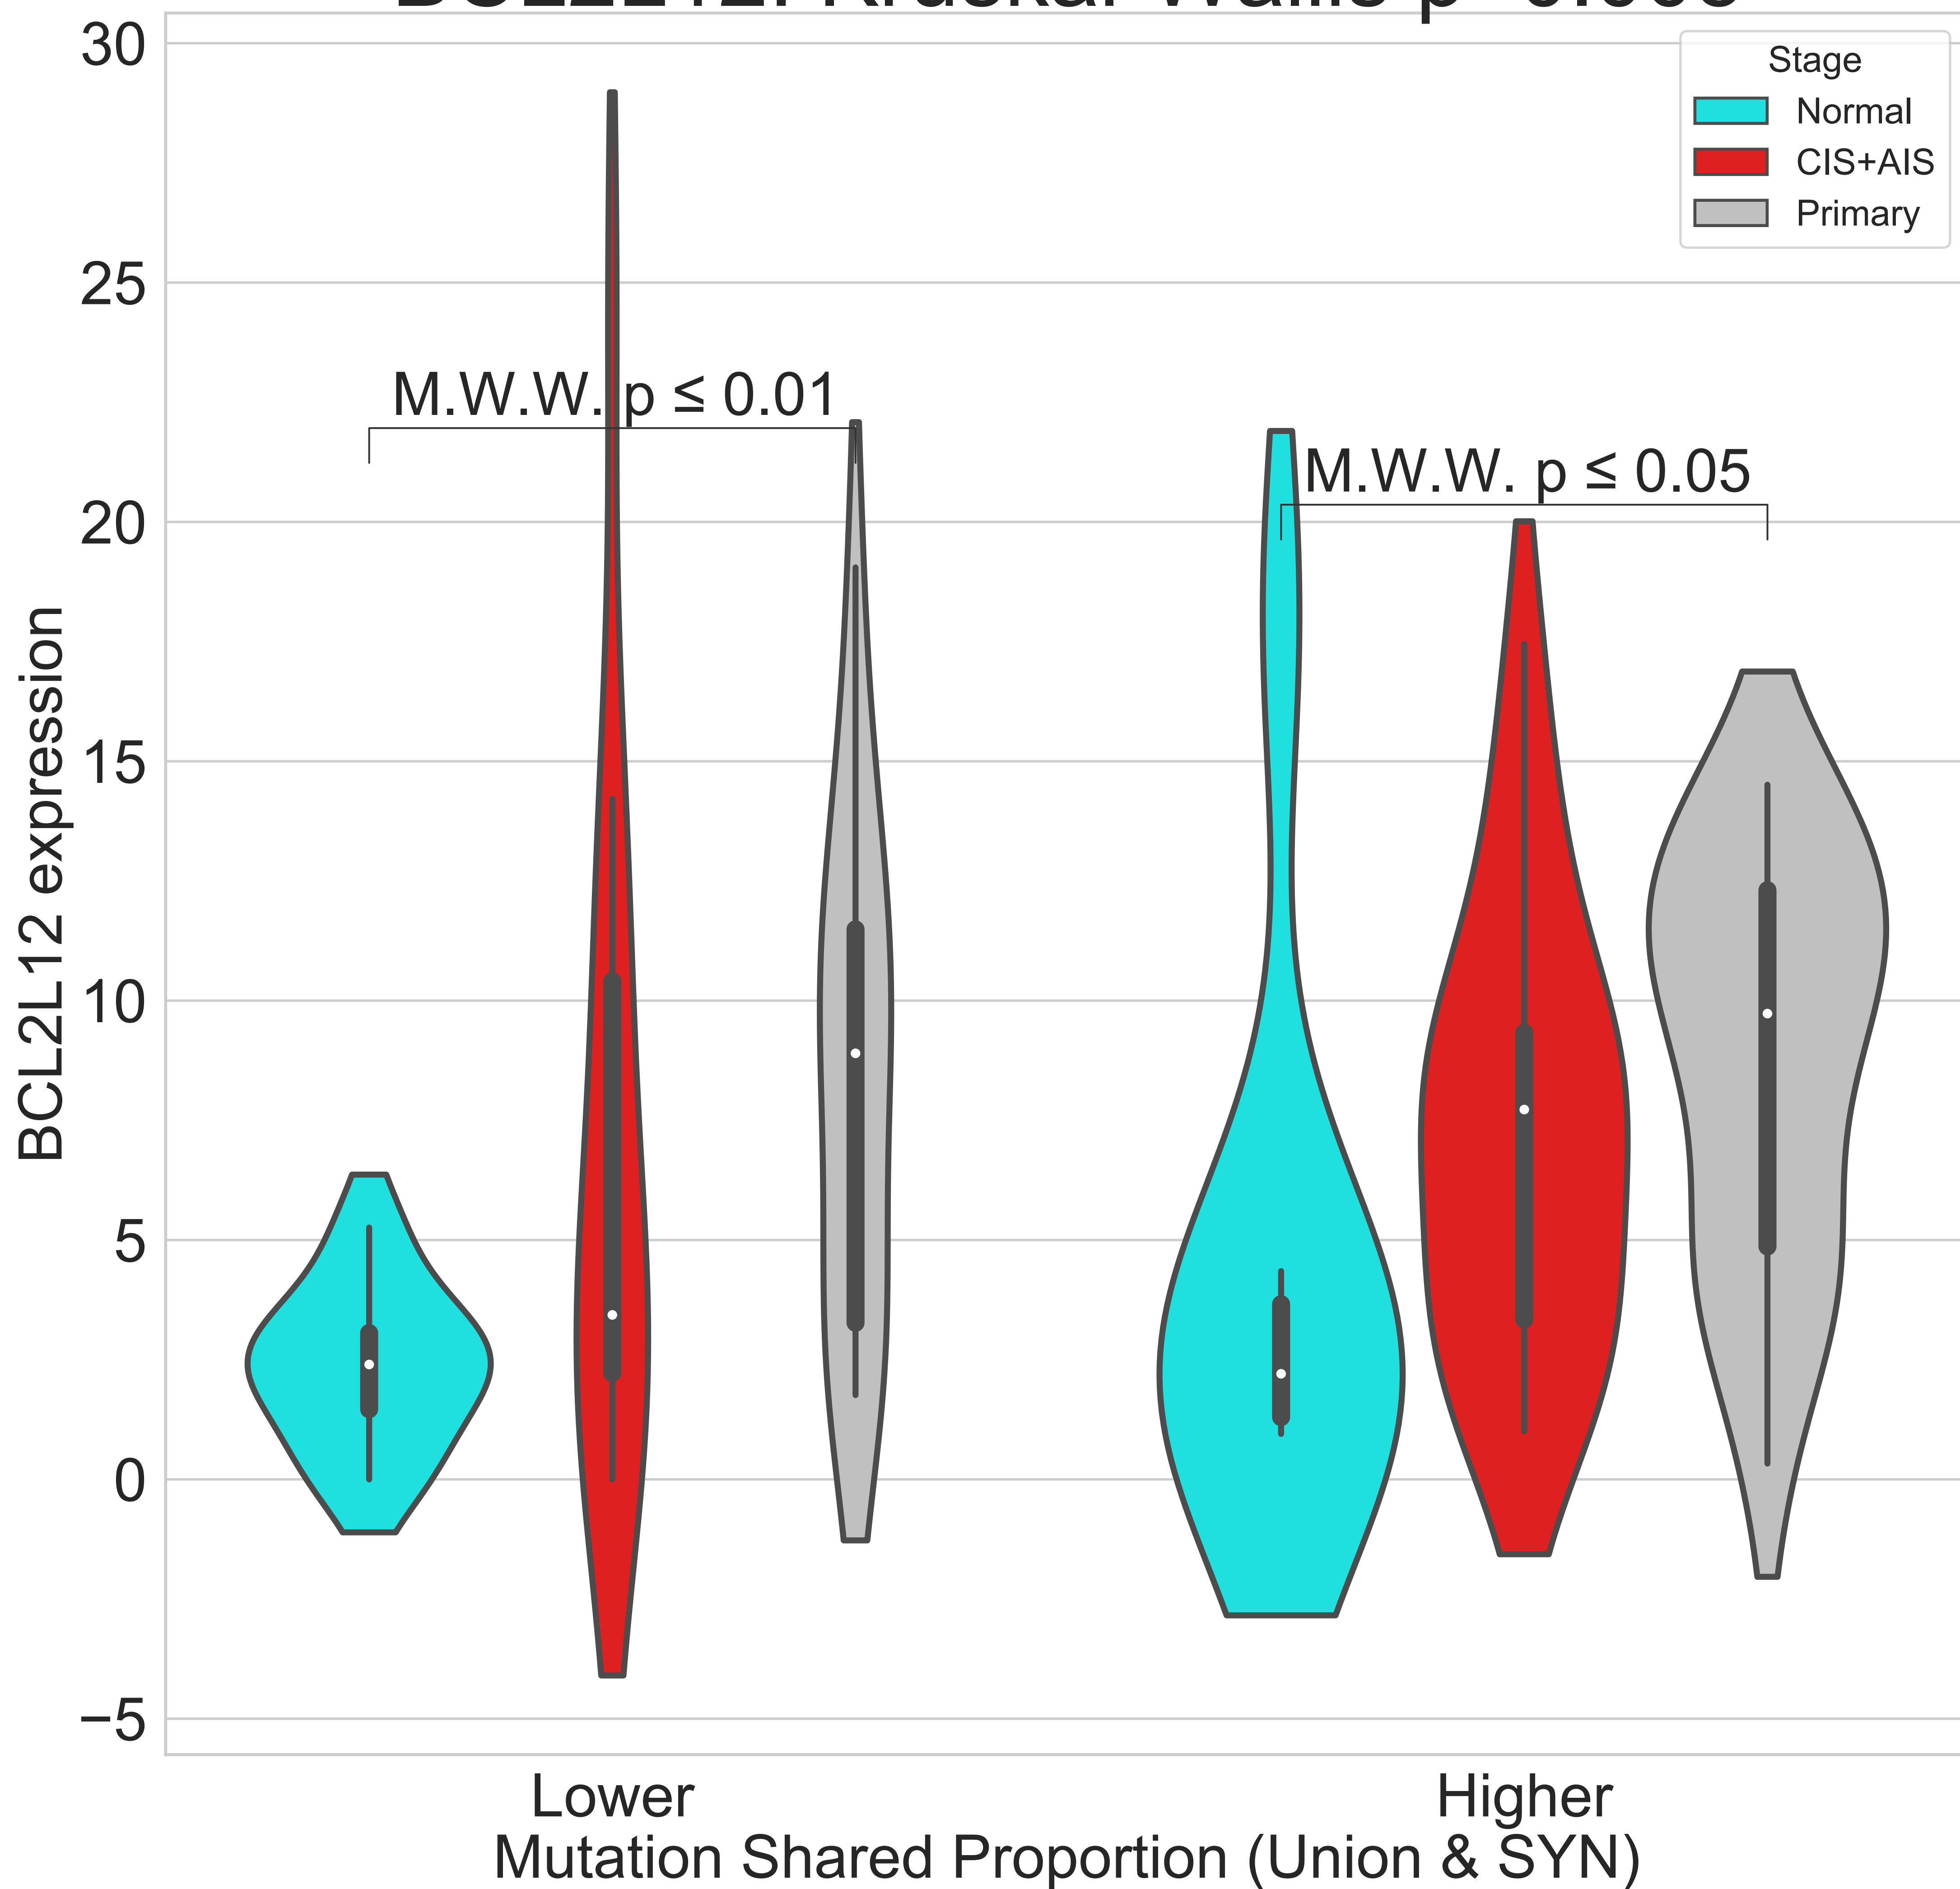 30
25
20
15
10
5
0
−5
BCL2L12 expression
Stage
Normal
CIS+AIS
Primary
M.W.W. p ≤ 0.01
M.W.W. p ≤ 0.05
Lower
Higher
Mutation Shared Proportion (Union & SYN)